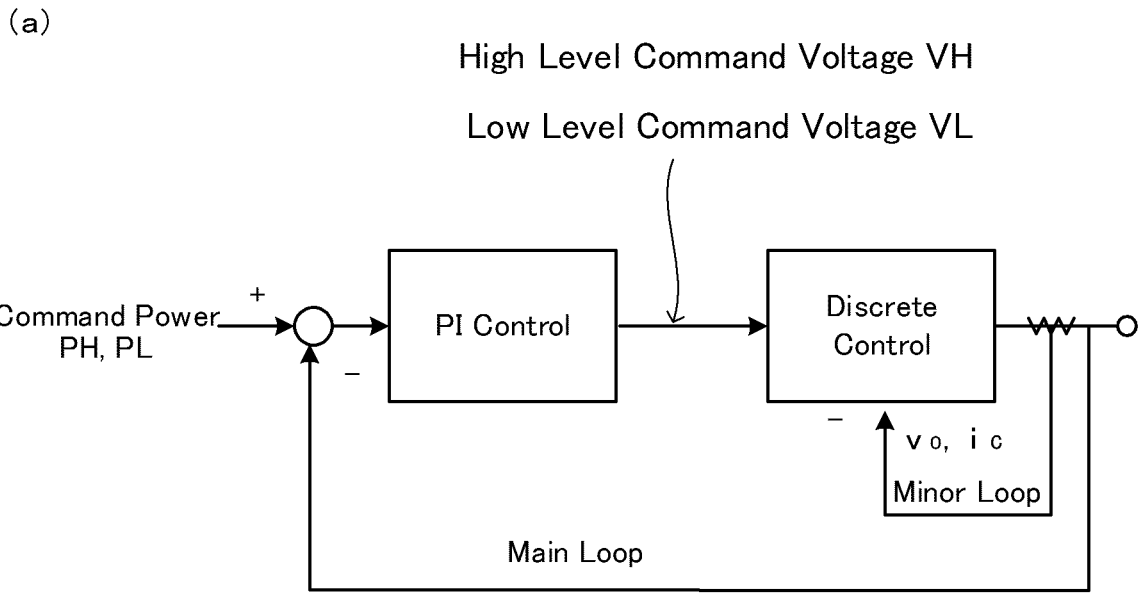 (a)
High Level Command Voltage VH
Low Level Command Voltage VL
+
Command Power
PH, PL
−
PI Control
Discrete
Control
−
vo, ic
Minor Loop
Main Loop